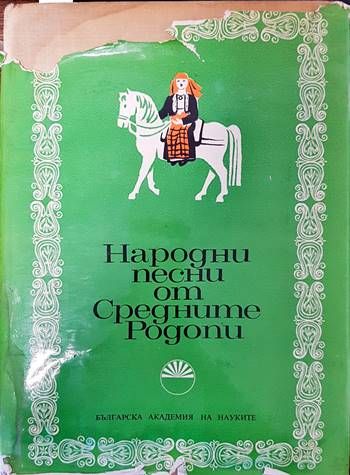 Народни
песни
от
Средните
Родопи
БЪЛГАРСКА АКАДЕМИЯ НА НАУКИТЕ